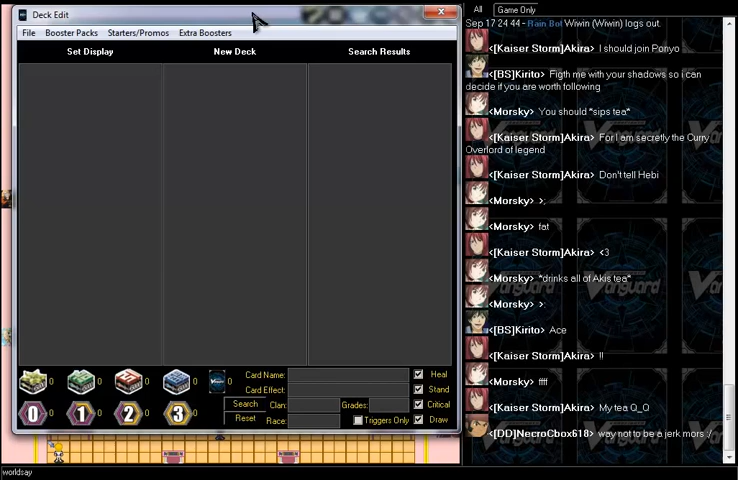 Deck Edit
File Booster Packs Starters/Promos Extra Boosters
Set Display New Deck Search Results
0 0 0 0 0
0 0 1 0 2 0 3 0
Card Name:
Card Effect:
Search Clan: Grades:
Reset Race: Triggers Only
Heal
Stand
Critical
Draw
All Game Only
Sep 17 24 44 - Rain Bot Wiwin (Wiwin) logs out.
<[Kaiser Storm]Akira> I should join Ponyo
<[BS]Kirito> Figth me with your shadows so i can
decide if you are worth following
<Morsky> You should *sips tea*
<[Kaiser Storm]Akira> For I am secretly the Curry
Overlord of legend
<[Kaiser Storm]Akira> Don't tell Hebi
<Morsky> >;
<Morsky> fat
<[Kaiser Storm]Akira> <3
<Morsky> *drinks all of Akis tea*
<Morsky> >;
<[BS]Kirito> Ace
<[Kaiser Storm]Akira> !!
<Morsky> ffff
<[Kaiser Storm]Akira> My tea Q_Q
<[DD]NecroCbox618> way not to be a jerk mors :/
Vanguard
worldsay